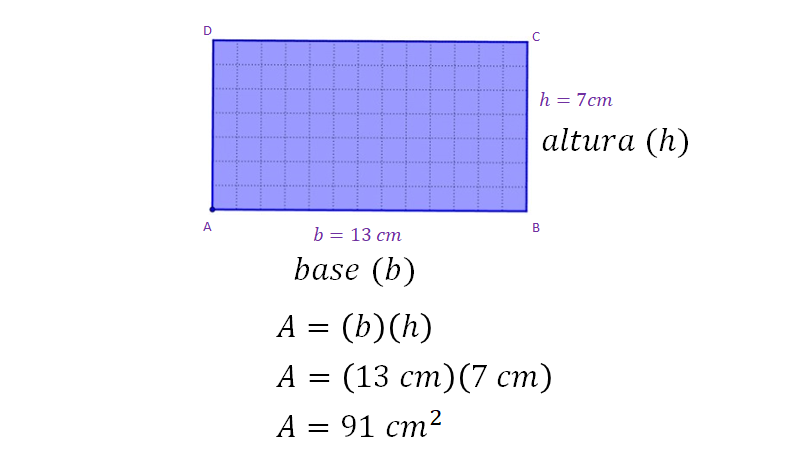 D
C
h = 7cm
altura (h)
A
B
b = 13 cm
base (b)
A = (b)(h)
A = (13 cm)(7 cm)
A = 91 cm²